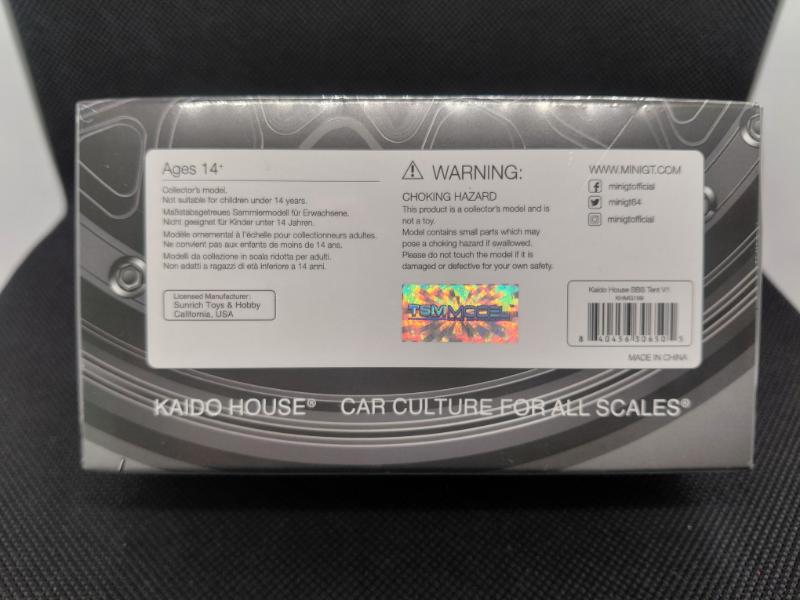 Ages 14+
Collector's model.
Not suitable for children under 14 years.
Maßstabsgetreues Sammlermodell für Erwachsene.
Nicht geeignet für Kinder unter 14 Jahren.
Modèle ornemental à l'échelle pour collectionneurs adultes.
Ne convient pas aux enfants de moins de 14 ans.
Modelli da collezione in scala ridotta per adulti.
Non adatti a ragazzi di età inferiore a 14 anni.
Licensed Manufacturer:
Sunrich Toys & Hobby
California, USA
WARNING:
CHOKING HAZARD
This product is a collector's model and is
not a toy.
Model contains small parts which may
pose a choking hazard if swallowed.
Please do not touch the model if it is
damaged or defective for your own safety.
TSM MODEL
WWW.MINIGT.COM
minigtofficial
minigt64
minigtofficial
Kaido House BBS Tent V1
KHMG199
8 40456 30650 5
MADE IN CHINA
KAIDO HOUSE® CAR CULTURE FOR ALL SCALES®